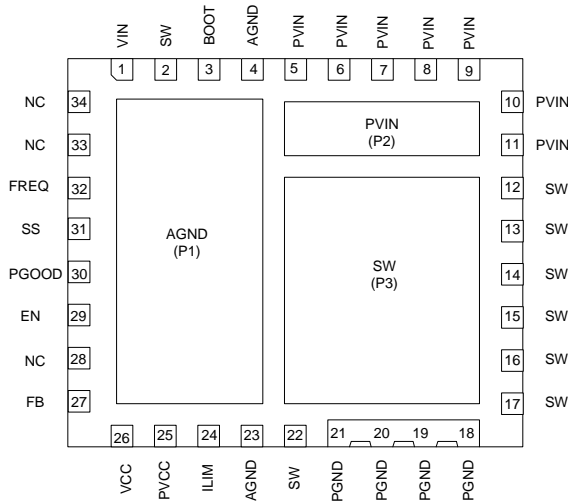 VIN SW BOOT AGND PVIN PVIN PVIN PVIN PVIN
1 2 3 4 5 6 7 8 9
NC 34 10 PVIN
PVIN
(P2)
NC 33 11 PVIN
FREQ 32 12 SW
SS 31 13 SW
AGND
(P1)
SW
(P3)
PGOOD 30 14 SW
EN 29 15 SW
NC 28 16 SW
FB 27 17 SW
26 25 24 23 22 21 20 19 18
VCC PVCC ILIM AGND SW PGND PGND PGND PGND